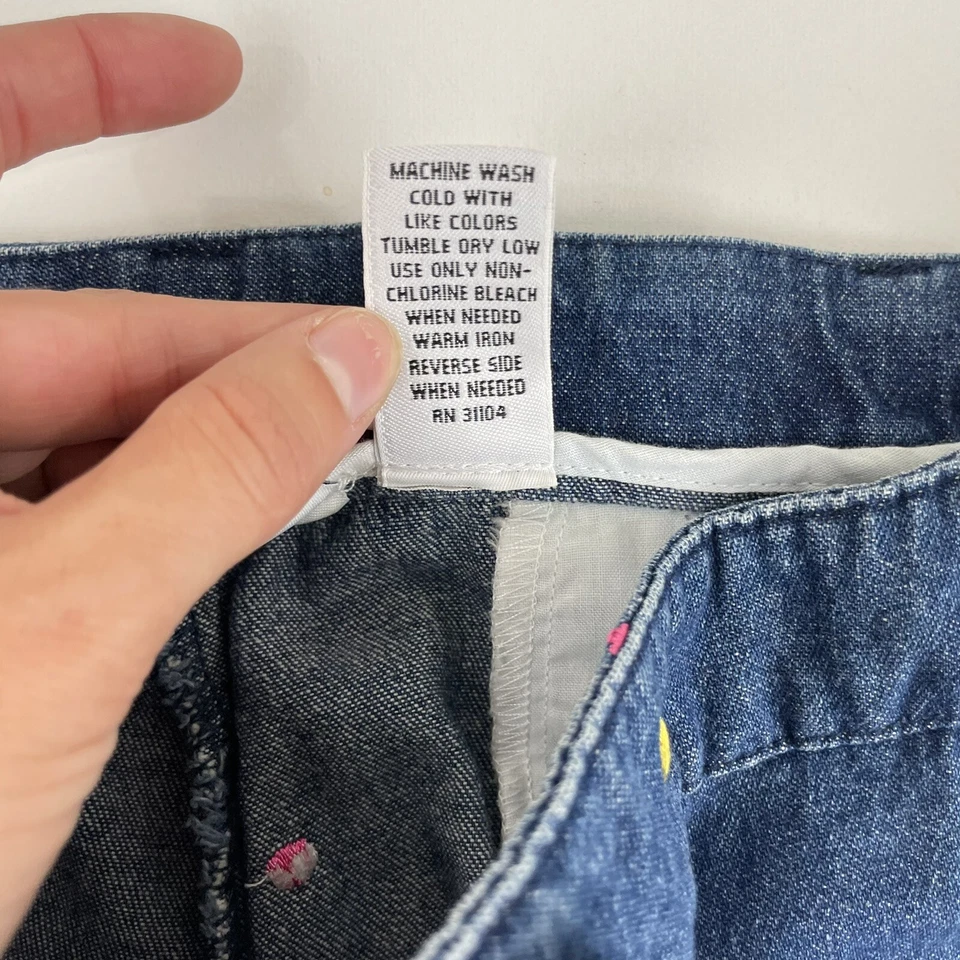 MACHINE WASH
COLD WITH
LIKE COLORS
TUMBLE DRY LOW
USE ONLY NON-
CHLORINE BLEACH
WHEN NEEDED
WARM IRON
REVERSE SIDE
WHEN NEEDED
RN 31104